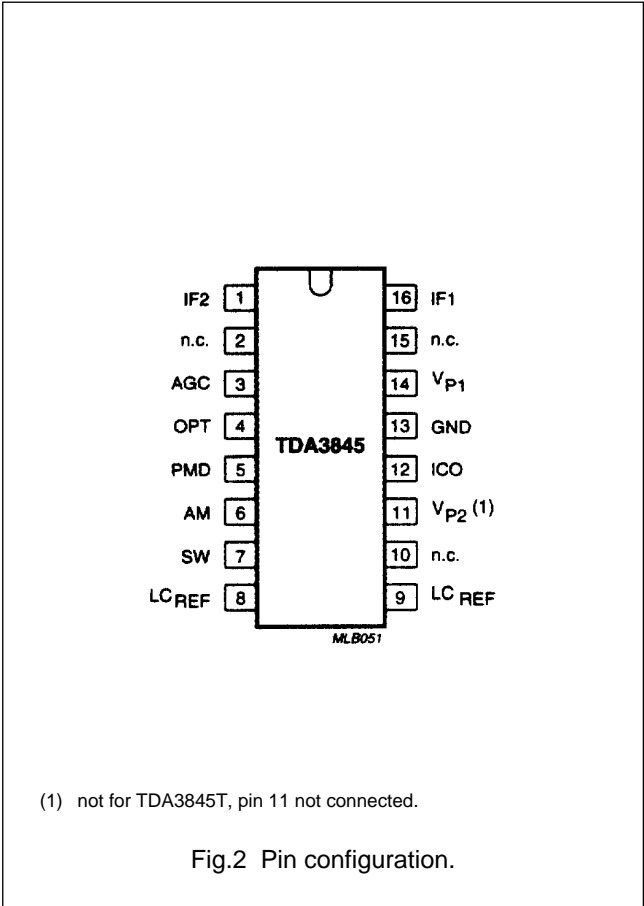 IF2 1 16 IF1
n.c. 2 15 n.c.
AGC 3 14 VP1
OPT 4 13 GND
TDA3845
PMD 5 12 ICO
AM 6 11 VP2 (1)
SW 7 10 n.c.
LCREF 8 9 LC REF
MLB051
(1) not for TDA3845T, pin 11 not connected.
Fig.2 Pin configuration.